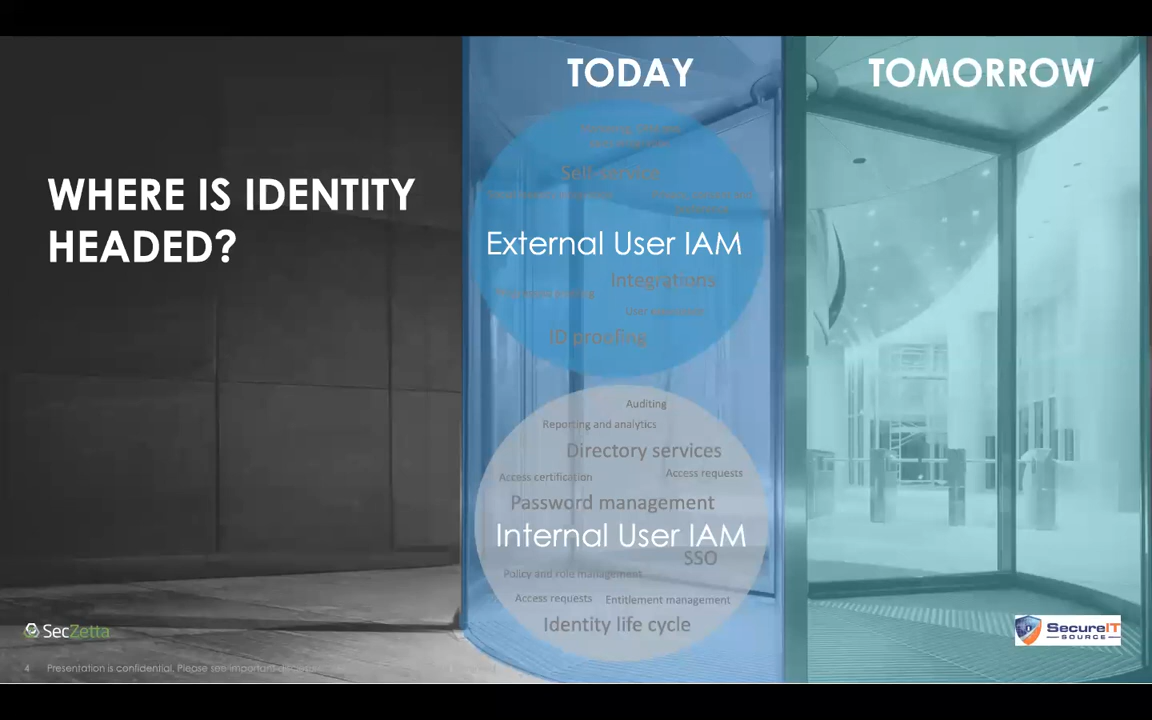 WHERE IS IDENTITY
HEADED?
TODAY
Self-service
External User IAM
Integrations
ID proofing
Auditing
Reporting and analytics
Directory services
Access certification
Access requests
Password management
Internal User IAM
SSO
Policy and role management
Access requests
Entitlement management
Identity life cycle
TOMORROW
SecZetta
4
Presentation is confidential. Please see important
SecureIT
SOURCE